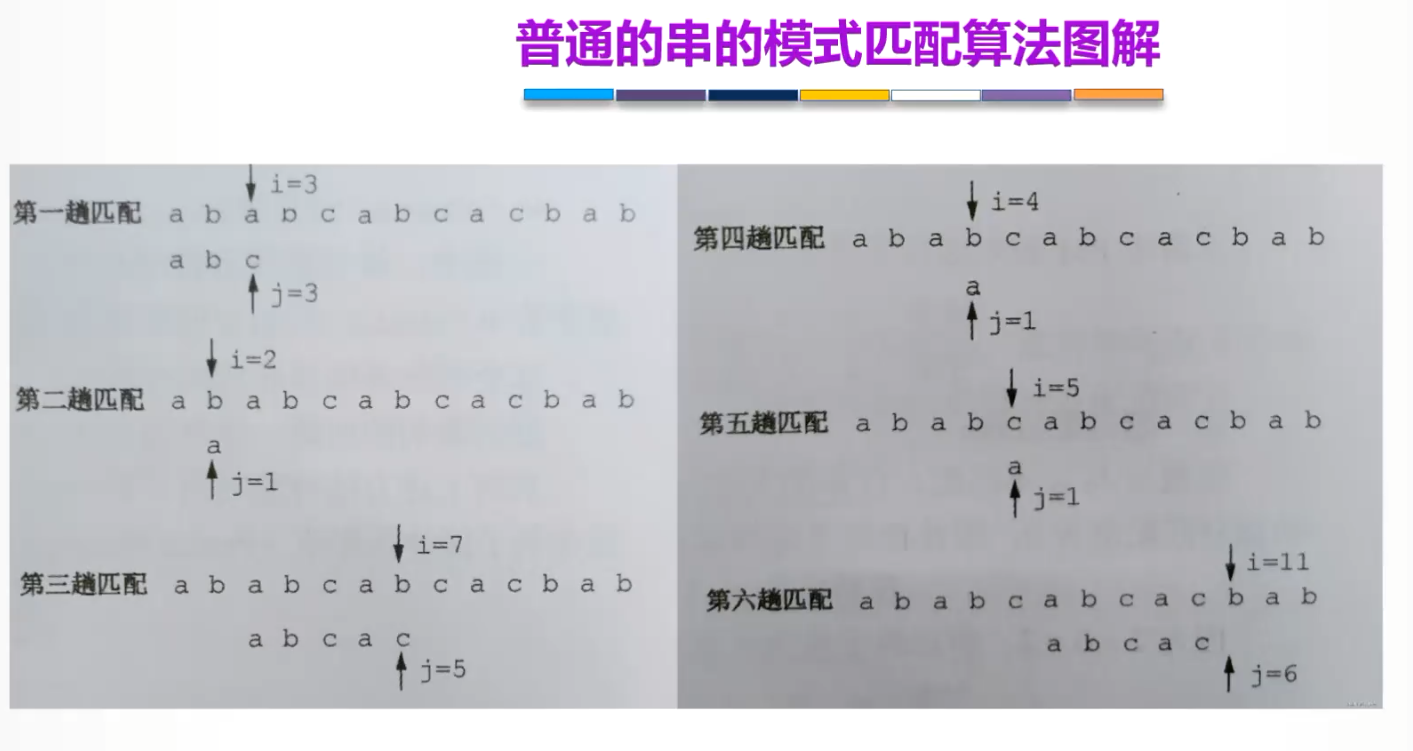 普通的串的模式匹配算法图解
i=3
第一趟匹配 a b a b c a b c a c b a b
a b c
j=3
i=2
第二趟匹配 a b a b c a b c a c b a b
a
j=1
i=7
第三趟匹配 a b a b c a b c a c b a b
a b c a c
j=5
i=4
第四趟匹配 a b a b c a b c a c b a b
a
j=1
i=5
第五趟匹配 a b a b c a b c a c b a b
a
j=1
i=11
第六趟匹配 a b a b c a b c a c b a b
a b c a c
j=6